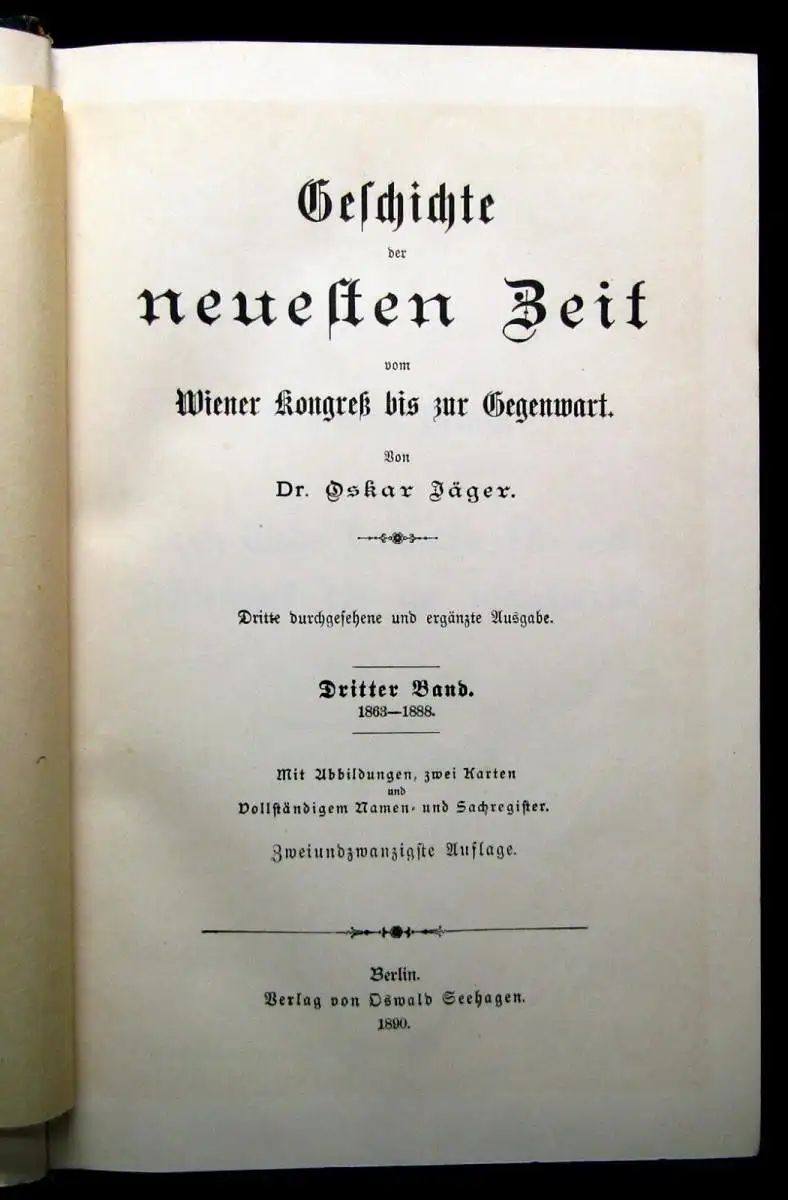 Geschichte
der
neuesten Zeit
vom
Wiener Kongreß bis zur Gegenwart.
Von
Dr. Oskar Jäger.
Dritte durchgesehene und ergänzte Ausgabe.
Dritter Band.
1863—1888.
Mit Abbildungen, zwei Karten
und
Vollständigem Namen- und Sachregister.
Zweiundzwanzigste Auflage.
Berlin.
Verlag von Oswald Seehagen.
1890.